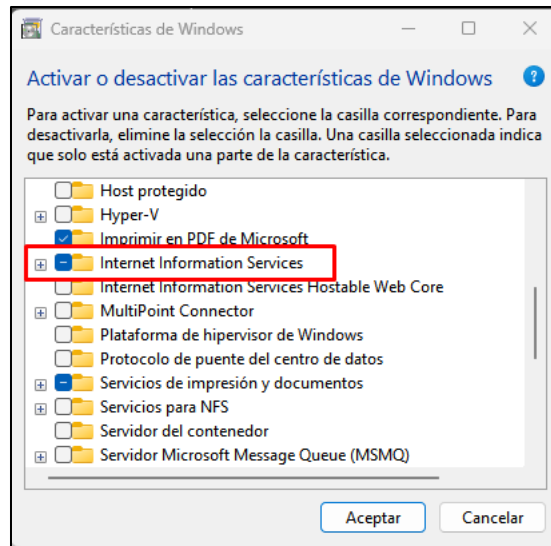 Características de Windows
Activar o desactivar las características de Windows
Para activar una característica, seleccione la casilla correspondiente. Para
desactivarla, elimine la selección la casilla. Una casilla seleccionada indica
que solo está activada una parte de la característica.
Host protegido
Hyper-V
Imprimir en PDF de Microsoft
Internet Information Services
Internet Information Services Hostable Web Core
MultiPoint Connector
Plataforma de hipervisor de Windows
Protocolo de puente del centro de datos
Servicios de impresión y documentos
Servicios para NFS
Servidor del contenedor
Servidor Microsoft Message Queue (MSMQ)
Aceptar Cancelar